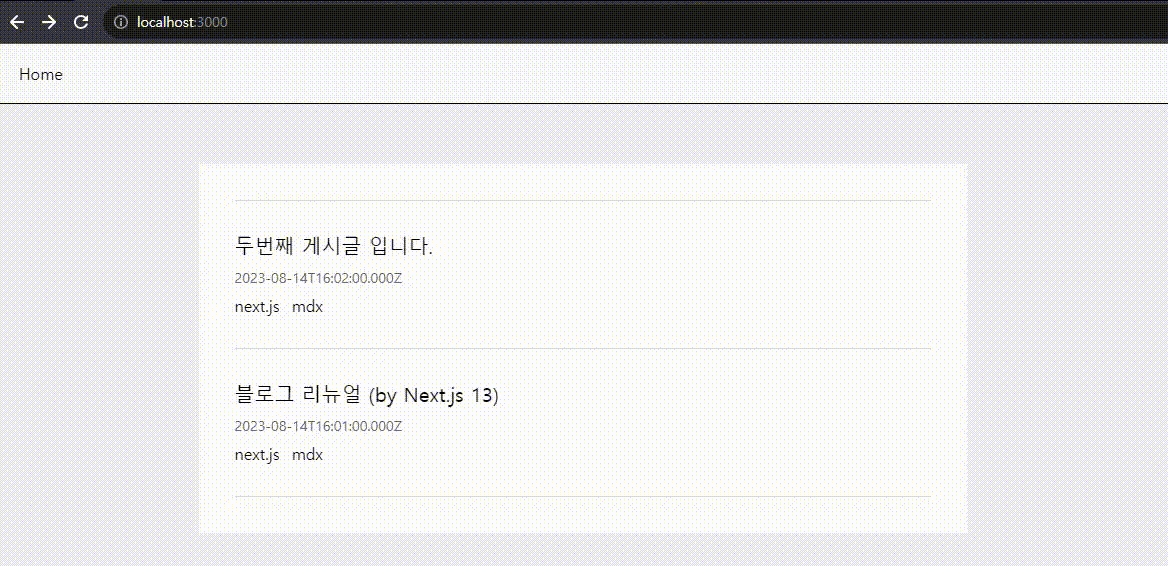 localhost:3000
Home
두번째 게시글 입니다.
2023-08-14T16:02:00.000Z
next.js mdx
블로그 리뉴얼 (by Next.js 13)
2023-08-14T16:01:00.000Z
next.js mdx